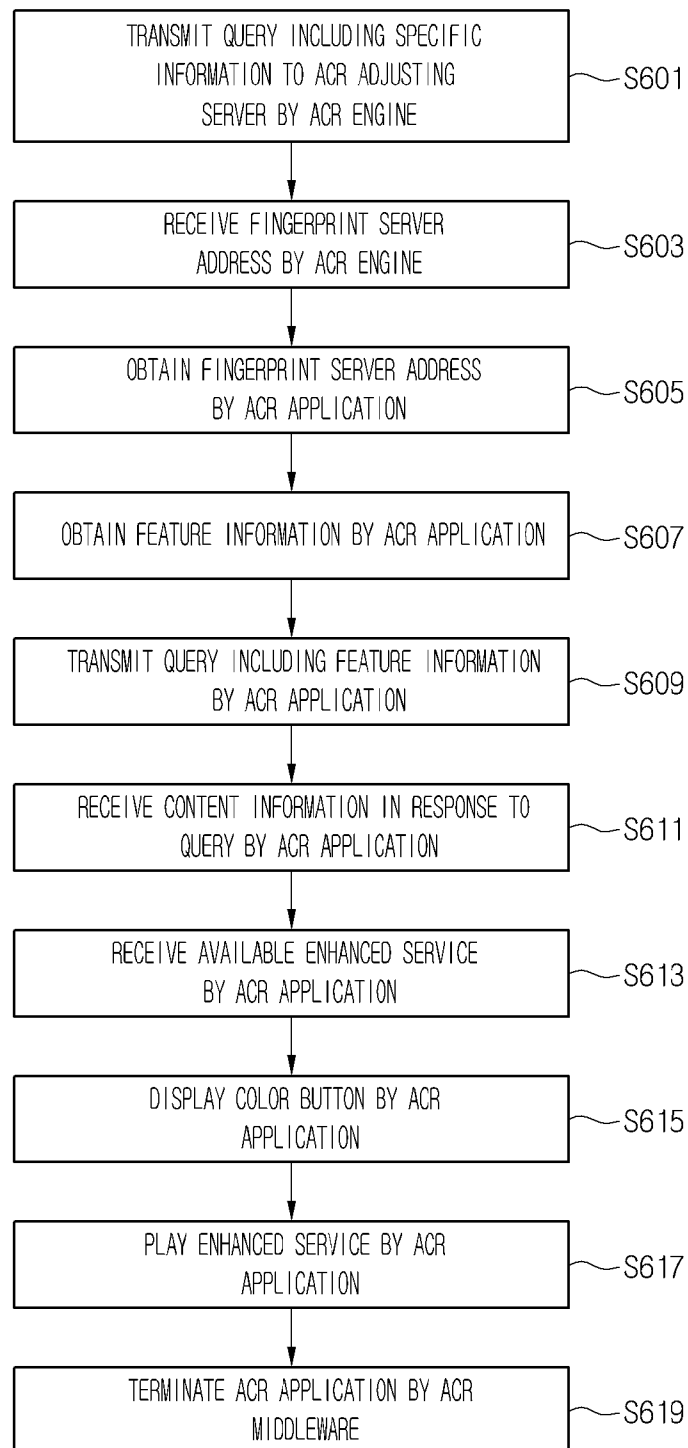 TRANSMIT QUERY INCLUDING SPECIFIC
INFORMATION TO ACR ADJUSTING
SERVER BY ACR ENGINE
S601
RECEIVE FINGERPRINT SERVER
ADDRESS BY ACR ENGINE
S603
OBTAIN FINGERPRINT SERVER ADDRESS
BY ACR APPLICATION
S605
OBTAIN FEATURE INFORMATION BY ACR APPLICATION
S607
TRANSMIT QUERY INCLUDING FEATURE INFORMATION
BY ACR APPLICATION
S609
RECEIVE CONTENT INFORMATION IN RESPONSE TO
QUERY BY ACR APPLICATION
S611
RECEIVE AVAILABLE ENHANCED SERVICE
BY ACR APPLICATION
S613
DISPLAY COLOR BUTTON BY ACR
APPLICATION
S615
PLAY ENHANCED SERVICE BY ACR
APPLICATION
S617
TERMINATE ACR APPLICATION BY ACR
MIDDLEWARE
S619